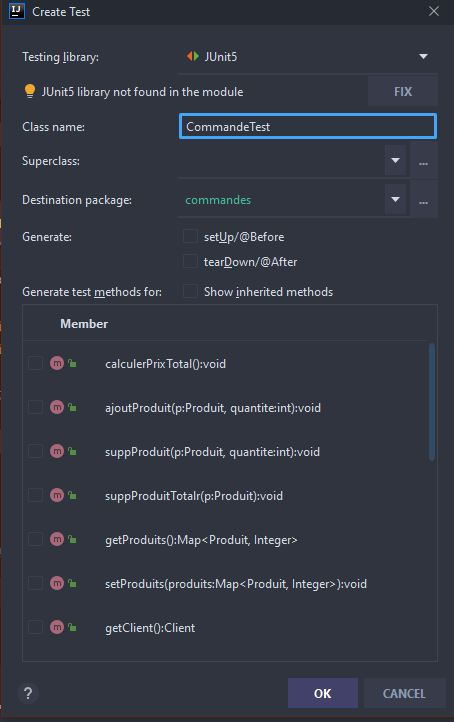 Create Test
Testing library: JUnit5
JUnit5 library not found in the module FIX
Class name: CommandeTest
Superclass: ...
Destination package: commandes ...
Generate: setUp/@Before
tearDown/@After
Generate test methods for: Show inherited methods
Member
m calculerPrixTotal():void
m ajoutProduit(p:Produit, quantite:int):void
m suppProduit(p:Produit, quantite:int):void
m suppProduitTotalr(p:Produit):void
m getProduits():Map<Produit, Integer>
m setProduits(produits:Map<Produit, Integer>):void
m getClient():Client
? OK CANCEL